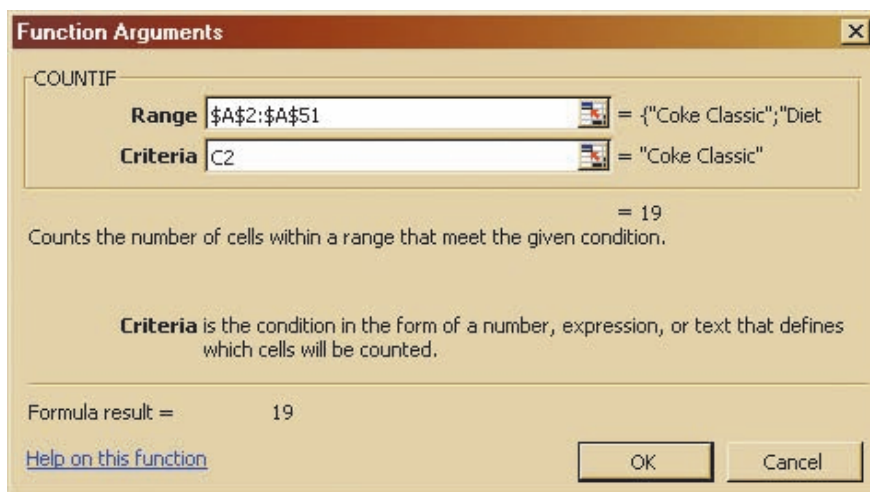 Function Arguments
COUNTIF
Range $A$2:$A$51 = {"Coke Classic";"Diet
Criteria C2 = "Coke Classic"
= 19
Counts the number of cells within a range that meet the given condition.
Criteria is the condition in the form of a number, expression, or text that defines
which cells will be counted.
Formula result = 19
Help on this function OK Cancel